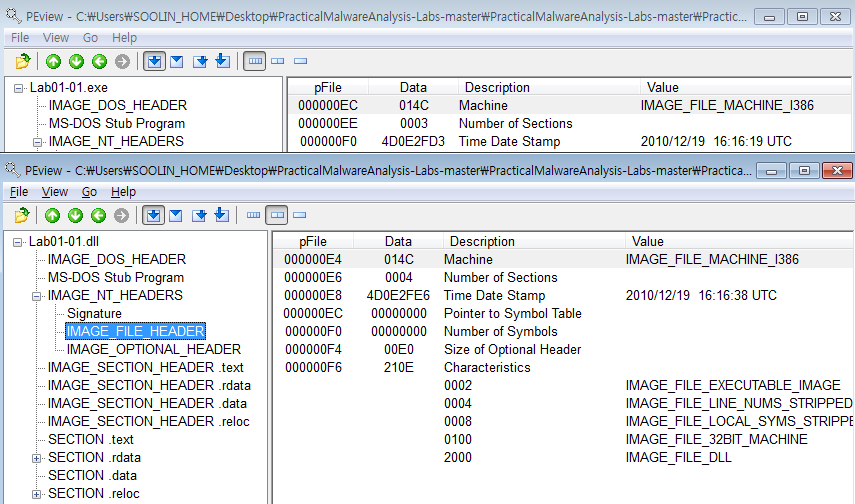 PEview - C:₩Users₩SOOLIN_HOME₩Desktop₩PracticalMalwareAnalysis-Labs-master₩PracticalMalwareAnalysis-Labs-master₩Practic...
File View Go Help
Lab01-01.exe
IMAGE_DOS_HEADER
MS-DOS Stub Program
IMAGE_NT_HEADERS
pFile Data Description Value
000000EC 014C Machine IMAGE_FILE_MACHINE_I386
000000EE 0003 Number of Sections
000000F0 4D0E2FD3 Time Date Stamp 2010/12/19 16:16:19 UTC
PEview - C:₩Users₩SOOLIN_HOME₩Desktop₩PracticalMalwareAnalysis-Labs-master₩PracticalMalwareAnalysis-Labs-master₩Practica...
File View Go Help
Lab01-01.dll
IMAGE_DOS_HEADER
MS-DOS Stub Program
IMAGE_NT_HEADERS
Signature
IMAGE_FILE_HEADER
IMAGE_OPTIONAL_HEADER
IMAGE_SECTION_HEADER .text
IMAGE_SECTION_HEADER .rdata
IMAGE_SECTION_HEADER .data
IMAGE_SECTION_HEADER .reloc
SECTION .text
SECTION .rdata
SECTION .data
SECTION .reloc
pFile Data Description Value
000000E4 014C Machine IMAGE_FILE_MACHINE_I386
000000E6 0004 Number of Sections
000000E8 4D0E2FE6 Time Date Stamp 2010/12/19 16:16:38 UTC
000000EC 00000000 Pointer to Symbol Table
000000F0 00000000 Number of Symbols
000000F4 00E0 Size of Optional Header
000000F6 210E Characteristics
0002 IMAGE_FILE_EXECUTABLE_IMAGE
0004 IMAGE_FILE_LINE_NUMS_STRIPPED
0008 IMAGE_FILE_LOCAL_SYMS_STRIPPE
0100 IMAGE_FILE_32BIT_MACHINE
2000 IMAGE_FILE_DLL